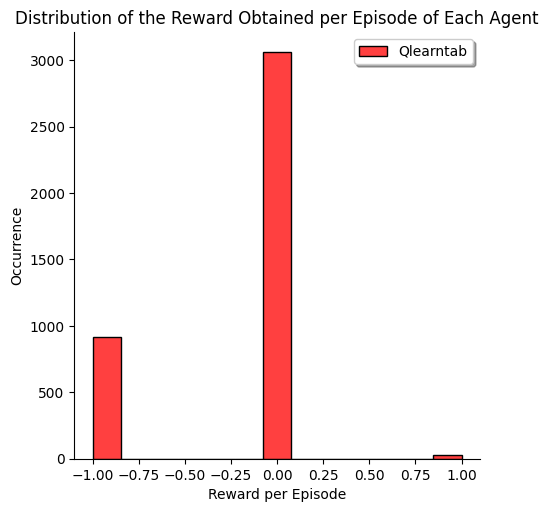 Distribution of the Reward Obtained per Episode of Each Agent
Qlearntab
3000
2500
2000
1500
1000
500
0
Occurrence
−1.00 −0.75 −0.50 −0.25 0.00 0.25 0.50 0.75 1.00
Reward per Episode